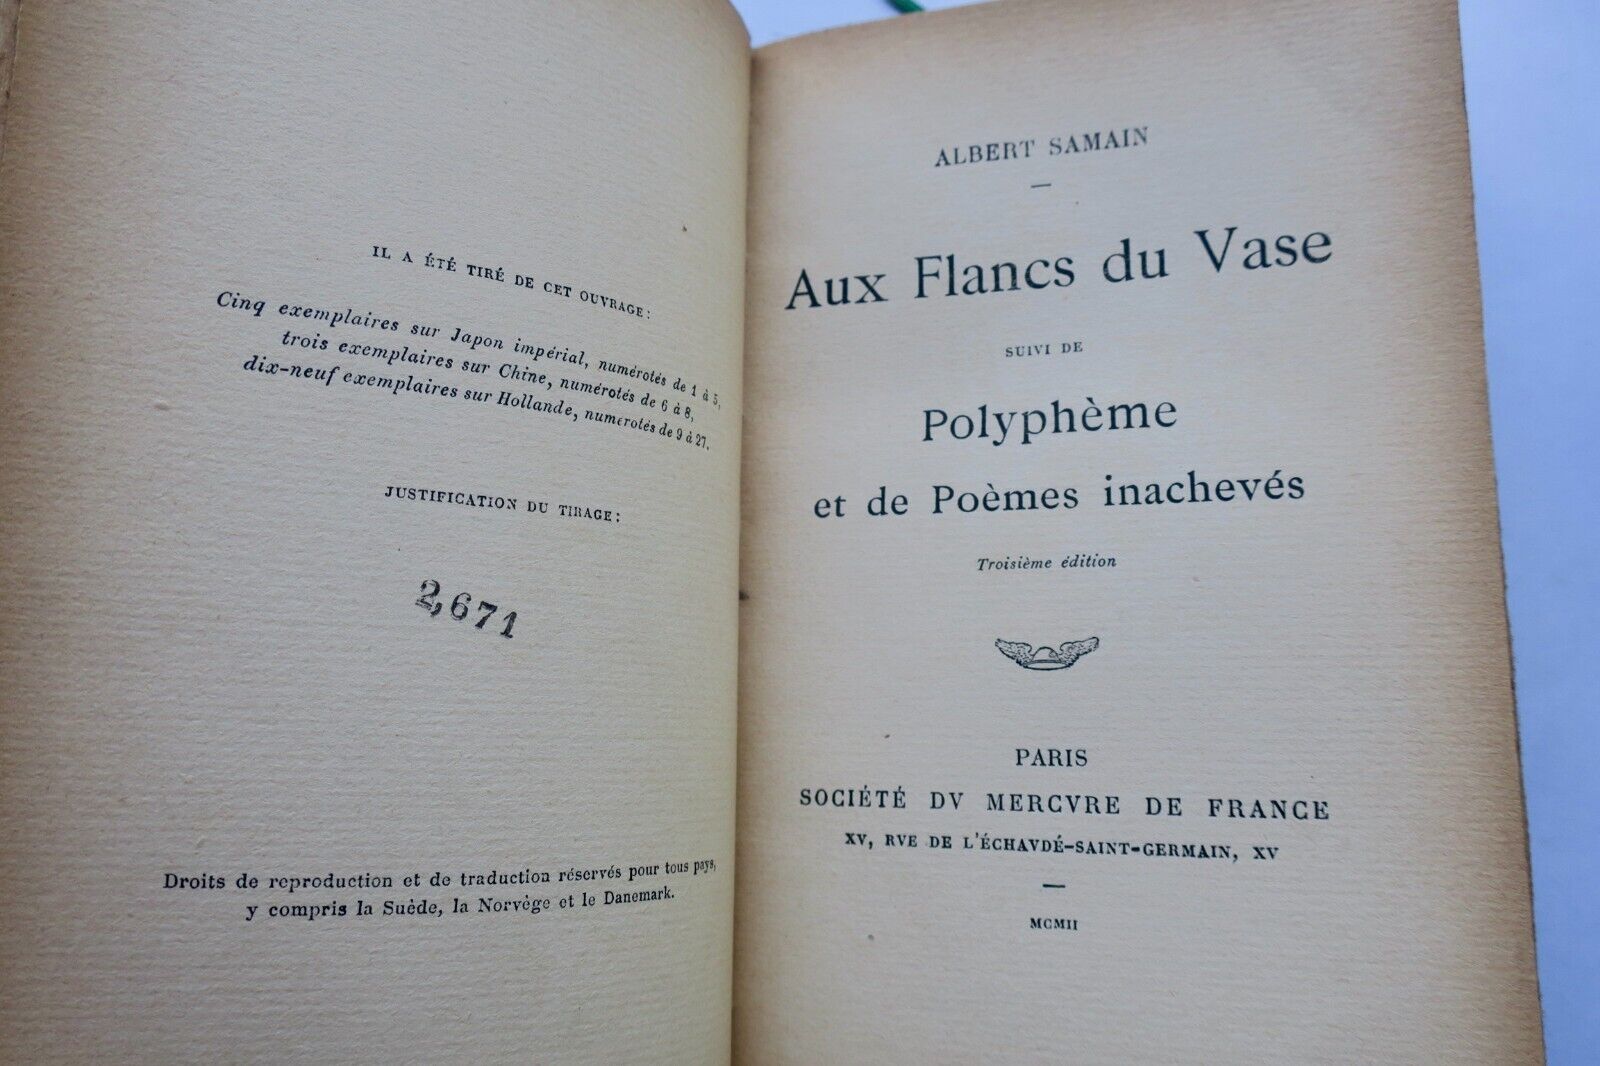 IL A ÉTÉ TIRÉ DE CET OUVRAGE:
Cinq exemplaires sur Japon impérial, numérotés de 1 à 5,
trois exemplaires sur Chine, numérotés de 6 à 8,
dix-neuf exemplaires sur Hollande, numérotés de 9 à 27.
JUSTIFICATION DU TIRAGE:
2,671
Droits de reproduction et de traduction réservés pour tous pays,
y compris la Suède, la Norvège et le Danemark.
ALBERT SAMAIN
Aux Flancs du Vase
SUIVI DE
Polyphème
et de Poèmes inachevés
Troisième édition
PARIS
SOCIÉTÉ DV MERCVRE DE FRANCE
XV, RVE DE L'ÉCHAVDÉ-SAINT-GERMAIN, XV
MCMII